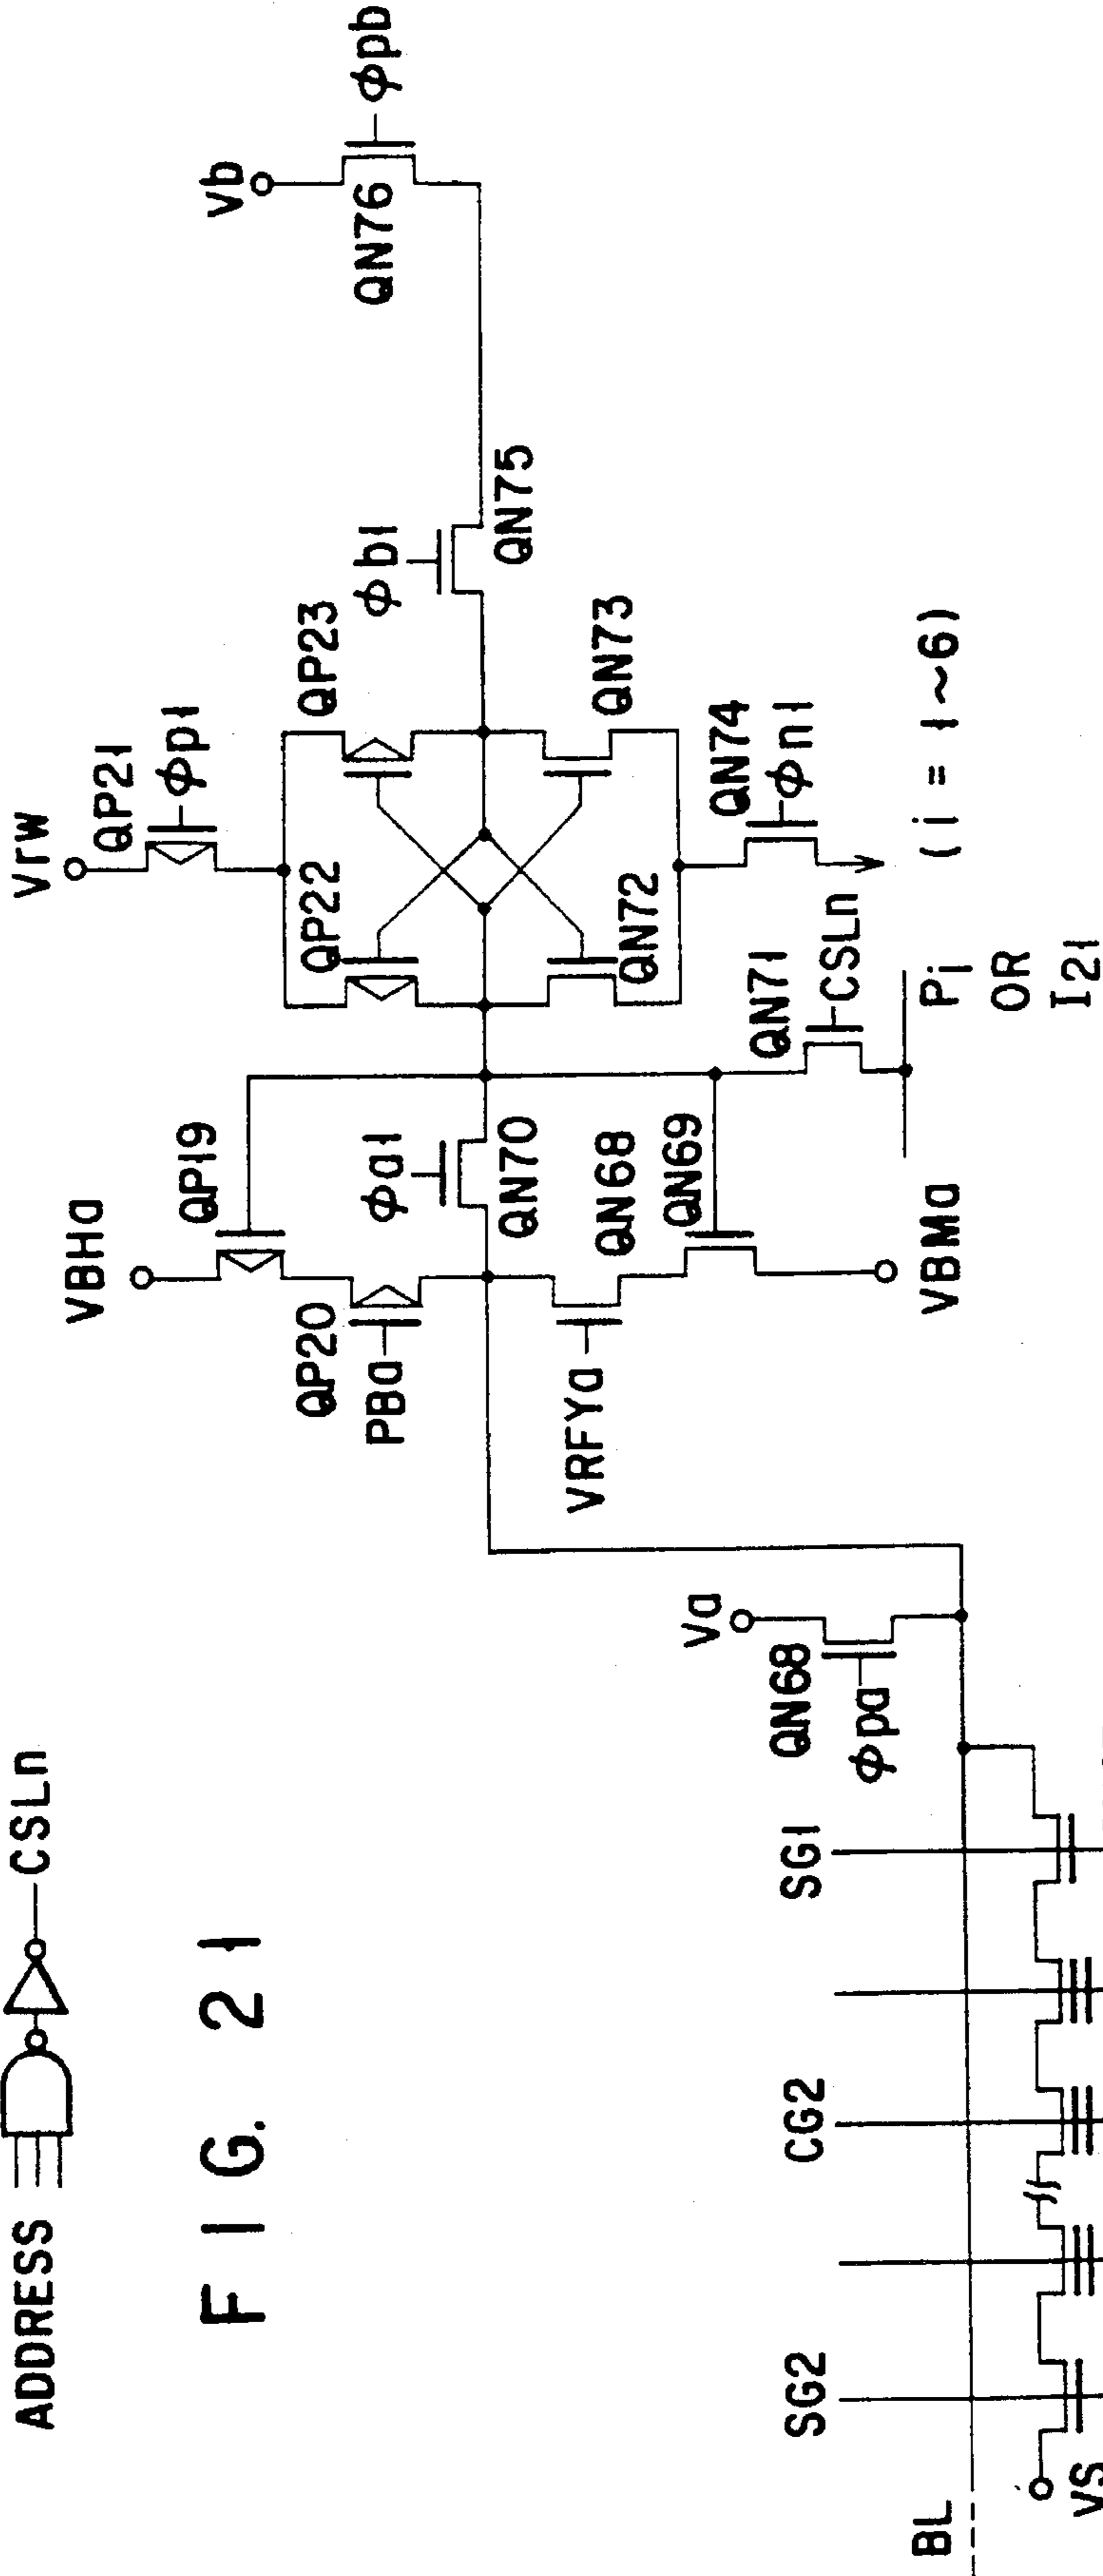 ADDRESS
CSLn
FIG. 21
SG2
CG2
SG1
BL
VS
Va
QN68
φpa
VBHa
QP19
QP20
PBa
φa1
QN70
VRFYa
QN68
QN69
VBMa
Vrw
QP21
φp1
QP22
QP23
QN72
QN73
QN71
CSLn
QN74
φn1
Pi (i = 1~6)
OR
I21
φb1
QN75
Vb
QN76
φpb